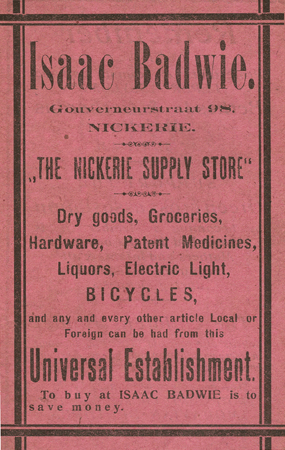 Isaac Badwie.
Gouverneurstraat 98.
NICKERIE.
„THE NICKERIE SUPPLY STORE“
Dry goods, Groceries,
Hardware, Patent Medicines,
Liquors, Electric Light,
BICYCLES,
and any and every other article Local or
Foreign can be had from this
Universal Establishment.
To buy at ISAAC BADWIE is to
save money.